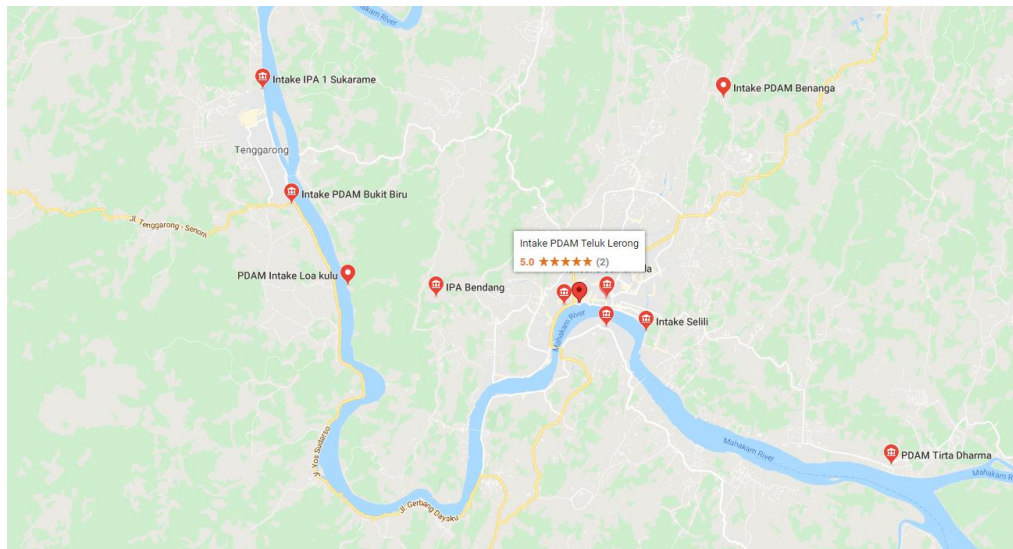 Mahakam River
Intake IPA 1 Sukarame
Intake PDAM Benanga
Tenggarong
Intake PDAM Bukit Biru
Jl. Tenggarong - Senoni
Intake PDAM Teluk Lerong
5.0 ★★★★★ (2)
PDAM Intake Loa kulu
IPA Bendang
Mahakam River
Intake Selili
Jl. Yos Sudarso
Mahakam River
PDAM Tirta Dharma
Mahakam River
Jl. Gerbang Dayaku